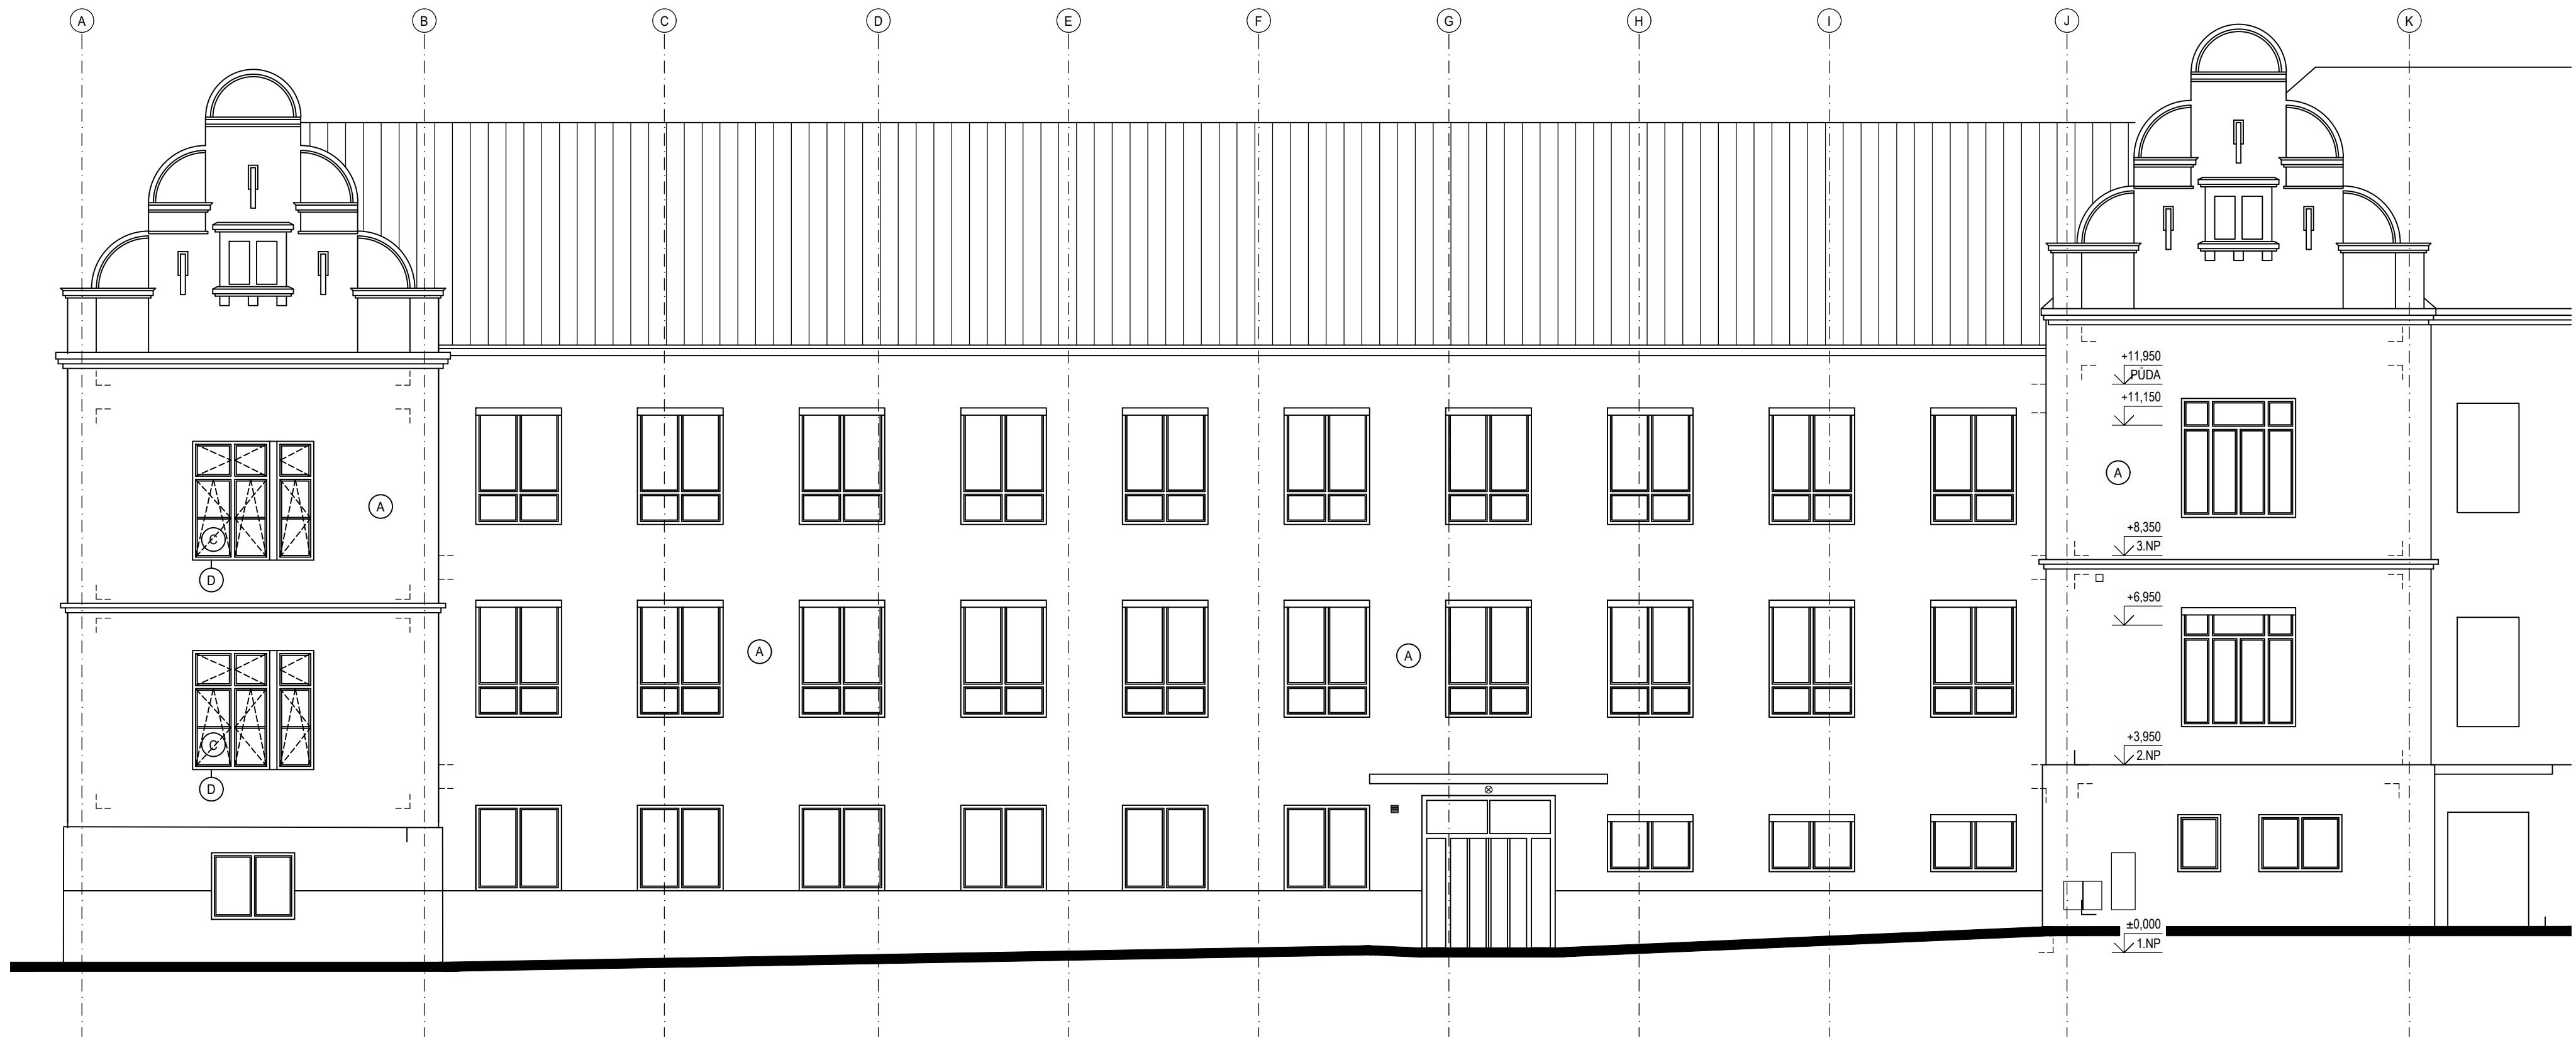 A B C D E F G H I J K
+11,950
PŮDA
+11,150
A
A
+8,350
3.NP
C
D
+6,950
A
A
+3,950
2.NP
C
D
±0,000
1.NP